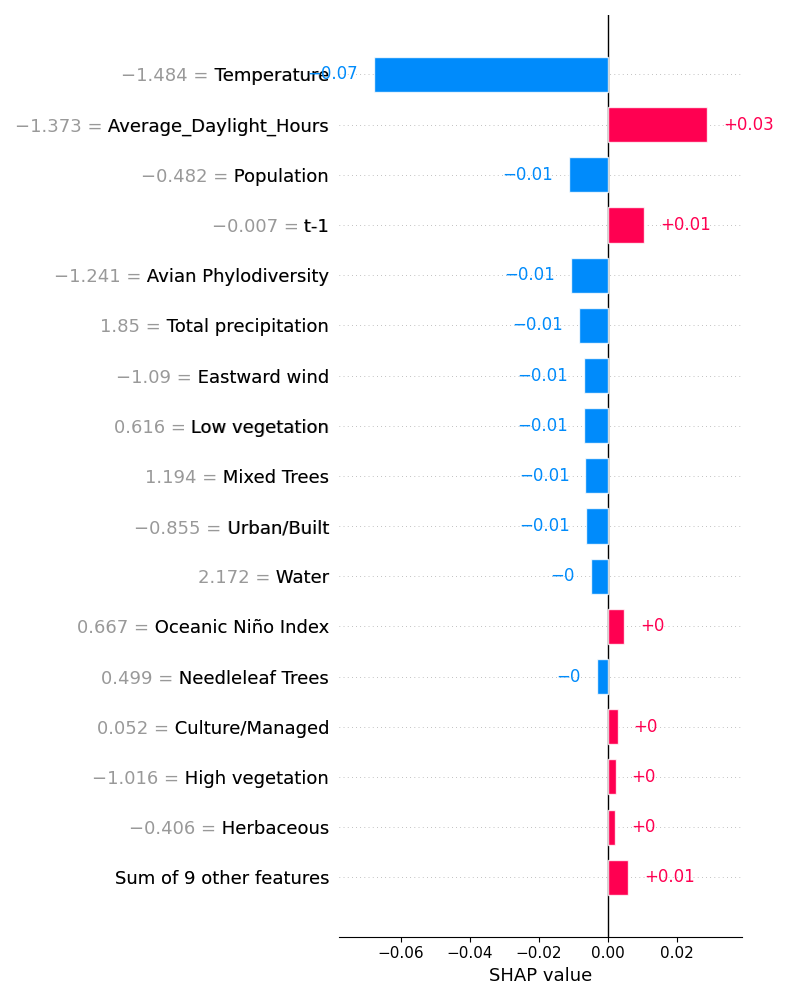 −1.484 = Temperature −0.07
−1.373 = Average_Daylight_Hours +0.03
−0.482 = Population −0.01
−0.007 = t-1 +0.01
−1.241 = Avian Phylodiversity −0.01
1.85 = Total precipitation −0.01
−1.09 = Eastward wind −0.01
0.616 = Low vegetation −0.01
1.194 = Mixed Trees −0.01
−0.855 = Urban/Built −0.01
2.172 = Water −0
0.667 = Oceanic Niño Index +0
0.499 = Needleleaf Trees −0
0.052 = Culture/Managed +0
−1.016 = High vegetation +0
−0.406 = Herbaceous +0
Sum of 9 other features +0.01
−0.06 −0.04 −0.02 0.00 0.02
SHAP value